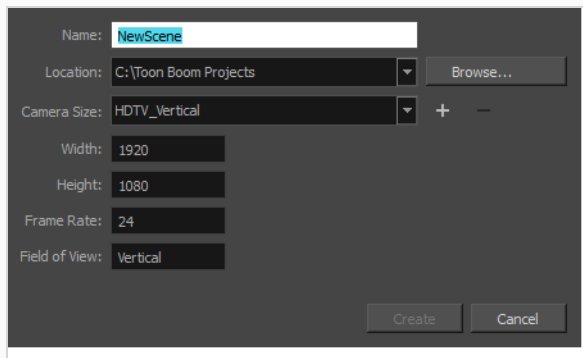 Name: NewScene
Location: C:\Toon Boom Projects Browse...
Camera Size: HDTV_Vertical
Width: 1920
Height: 1080
Frame Rate: 24
Field of View: Vertical
Create Cancel